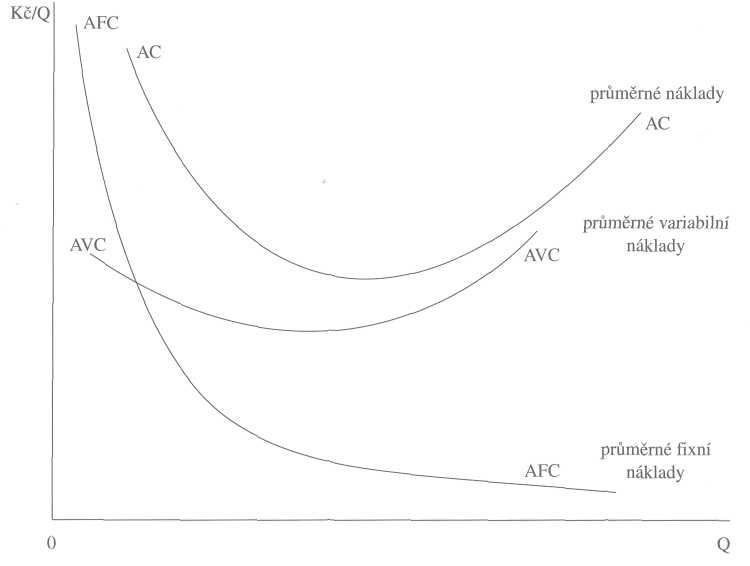 Kč/Q
AFC
AC
průměrné náklady
AC
AVC
průměrné variabilní
náklady
AVC
průměrné fixní
náklady
AFC
0
Q